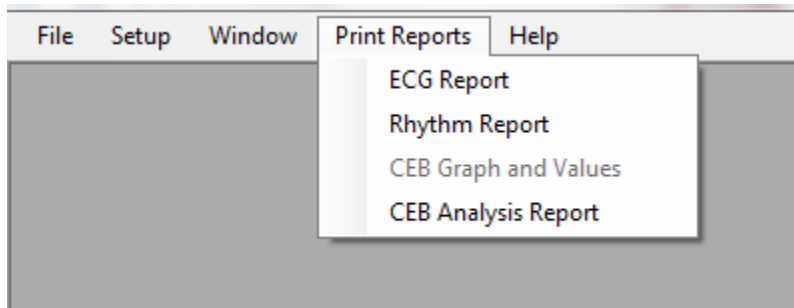 File Setup Window Print Reports Help
ECG Report
Rhythm Report
CEB Graph and Values
CEB Analysis Report